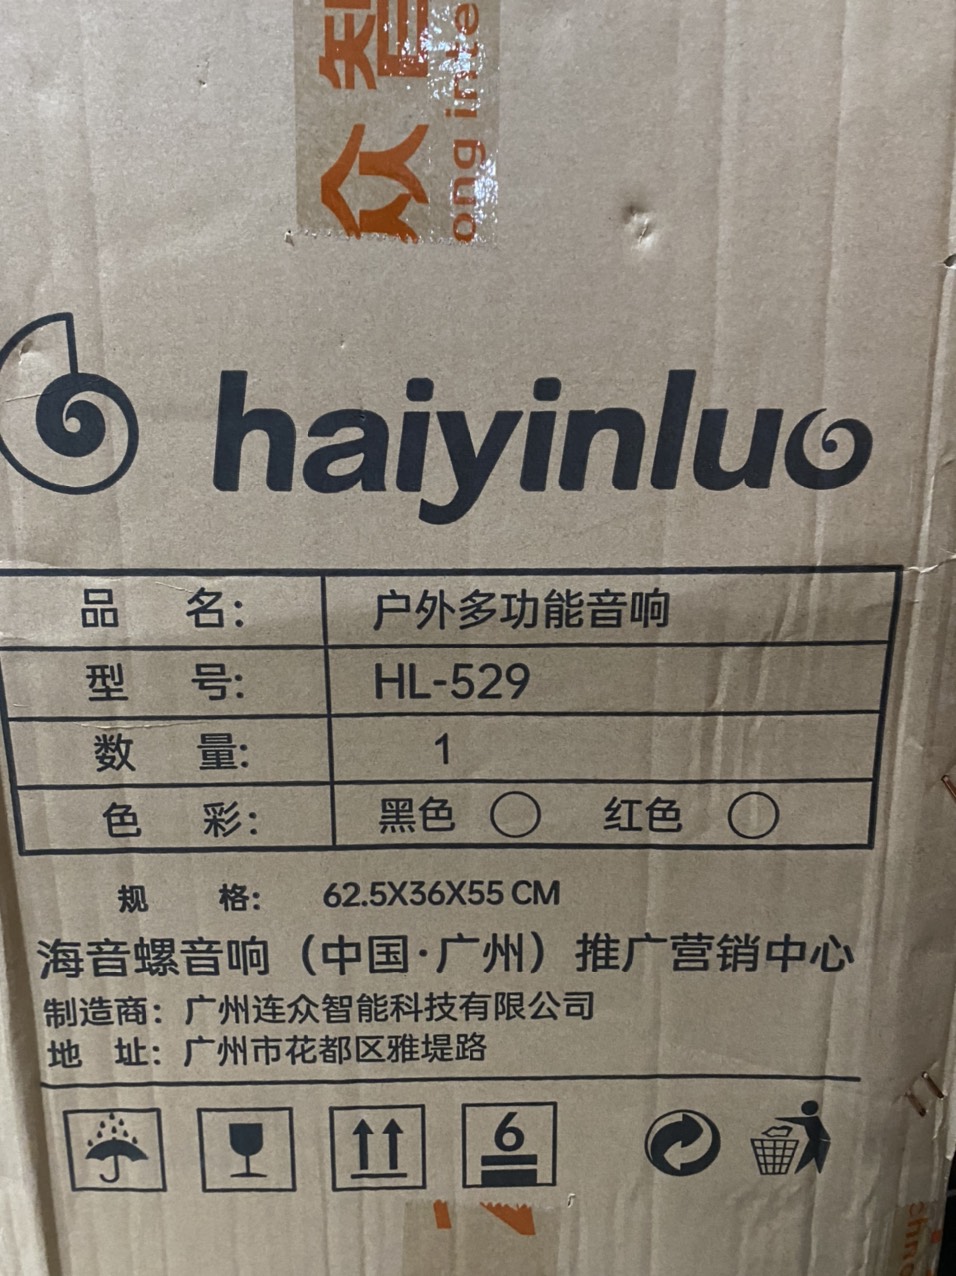 众智
ong inte
haiyinluo
品 名: 户外多功能音响
型 号: HL-529
数 量: 1
色 彩: 黑色 红色
规 格: 62.5X36X55 CM
海音螺音响（中国·广州）推广营销中心
制造商: 广州连众智能科技有限公司
地 址: 广州市花都区雅堤路
6